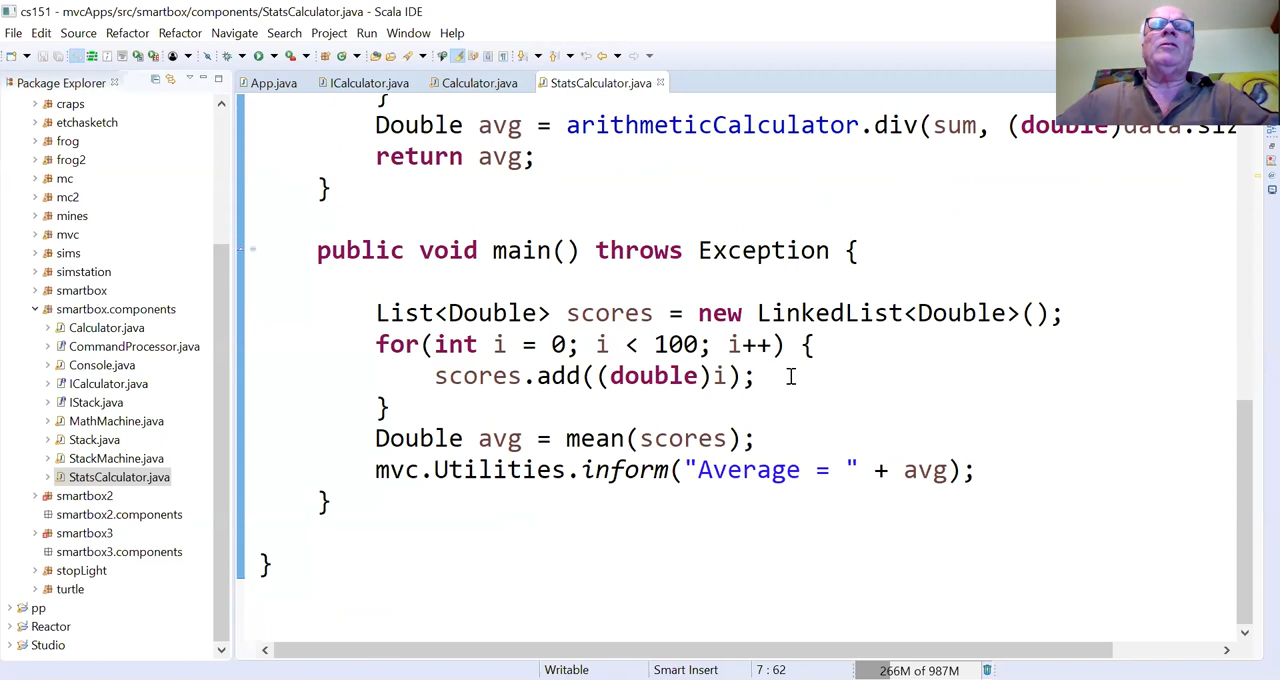 cs151 - mvcApps/src/smartbox/components/StatsCalculator.java - Scala IDE
File Edit Source Refactor Refactor Navigate Search Project Run Window Help
Package Explorer
App.java ICalculator.java Calculator.java StatsCalculator.java
craps
etchasketch
frog
frog2
mc
mc2
mines
mvc
sims
simstation
smartbox
smartbox.components
Calculator.java
CommandProcessor.java
Console.java
ICalculator.java
IStack.java
MathMachine.java
Stack.java
StackMachine.java
StatsCalculator.java
smartbox2
smartbox2.components
smartbox3
smartbox3.components
stopLight
turtle
pp
Reactor
Studio
}
Double avg = arithmeticCalculator.div(sum, (double)data.siz
return avg;
}
public void main() throws Exception {
List<Double> scores = new LinkedList<Double>();
for(int i = 0; i < 100; i++) {
scores.add((double)i);
}
Double avg = mean(scores);
mvc.Utilities.inform("Average = " + avg);
}
}
Writable Smart Insert 7 : 62 266M of 987M